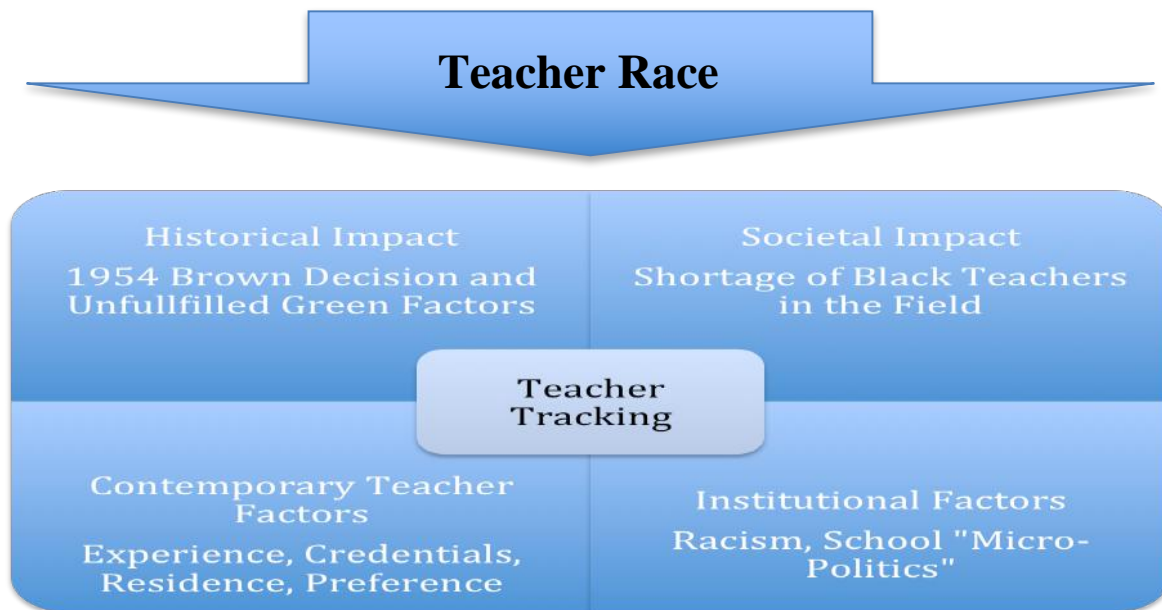 Teacher Race
Historical Impact
1954 Brown Decision and
Unfullfilled Green Factors
Societal Impact
Shortage of Black Teachers
in the Field
Teacher
Tracking
Contemporary Teacher
Factors
Experience, Credentials,
Residence, Preference
Institutional Factors
Racism, School "Micro-
Politics"